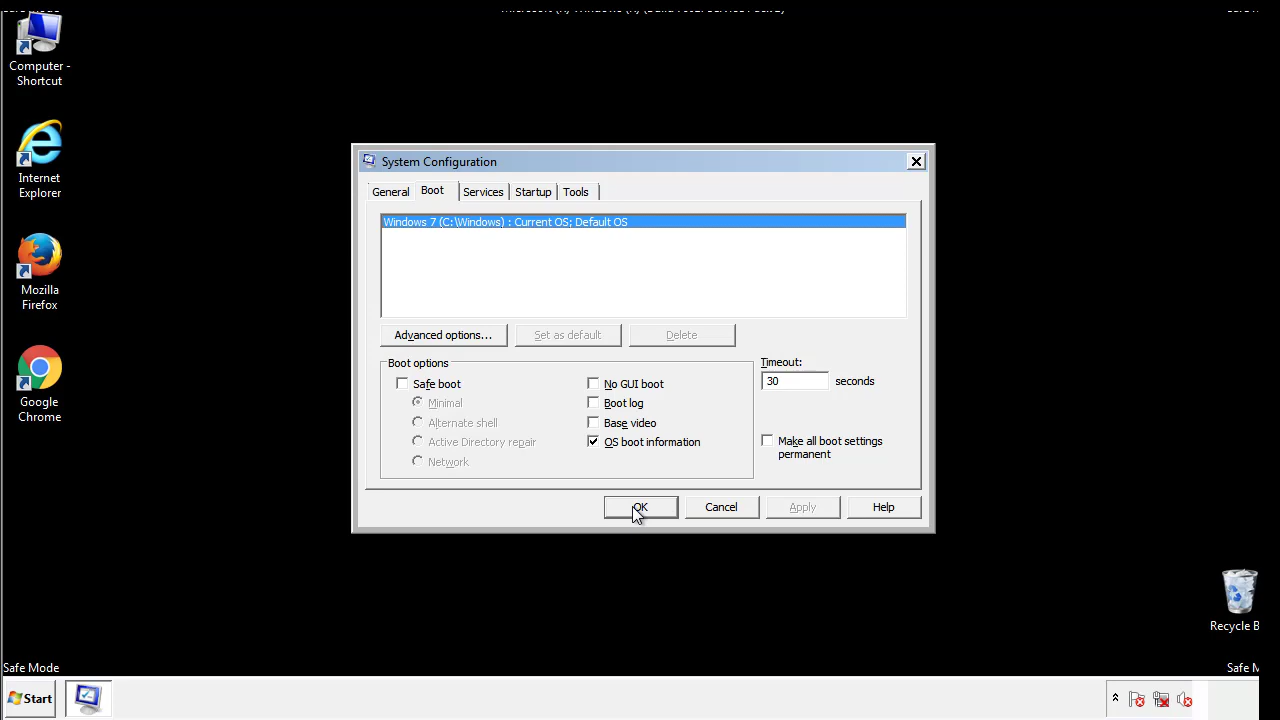 Computer -
Shortcut
Internet
Explorer
Mozilla
Firefox
Google
Chrome
System Configuration
General Boot Services Startup Tools
Windows 7 (C:\Windows) : Current OS; Default OS
Advanced options... Set as default Delete
Boot options
Safe boot
Minimal
Alternate shell
Active Directory repair
Network
No GUI boot
Boot log
Base video
OS boot information
Timeout:
30 seconds
Make all boot settings
permanent
OK Cancel Apply Help
Recycle B
Safe Mode
Safe M
Start